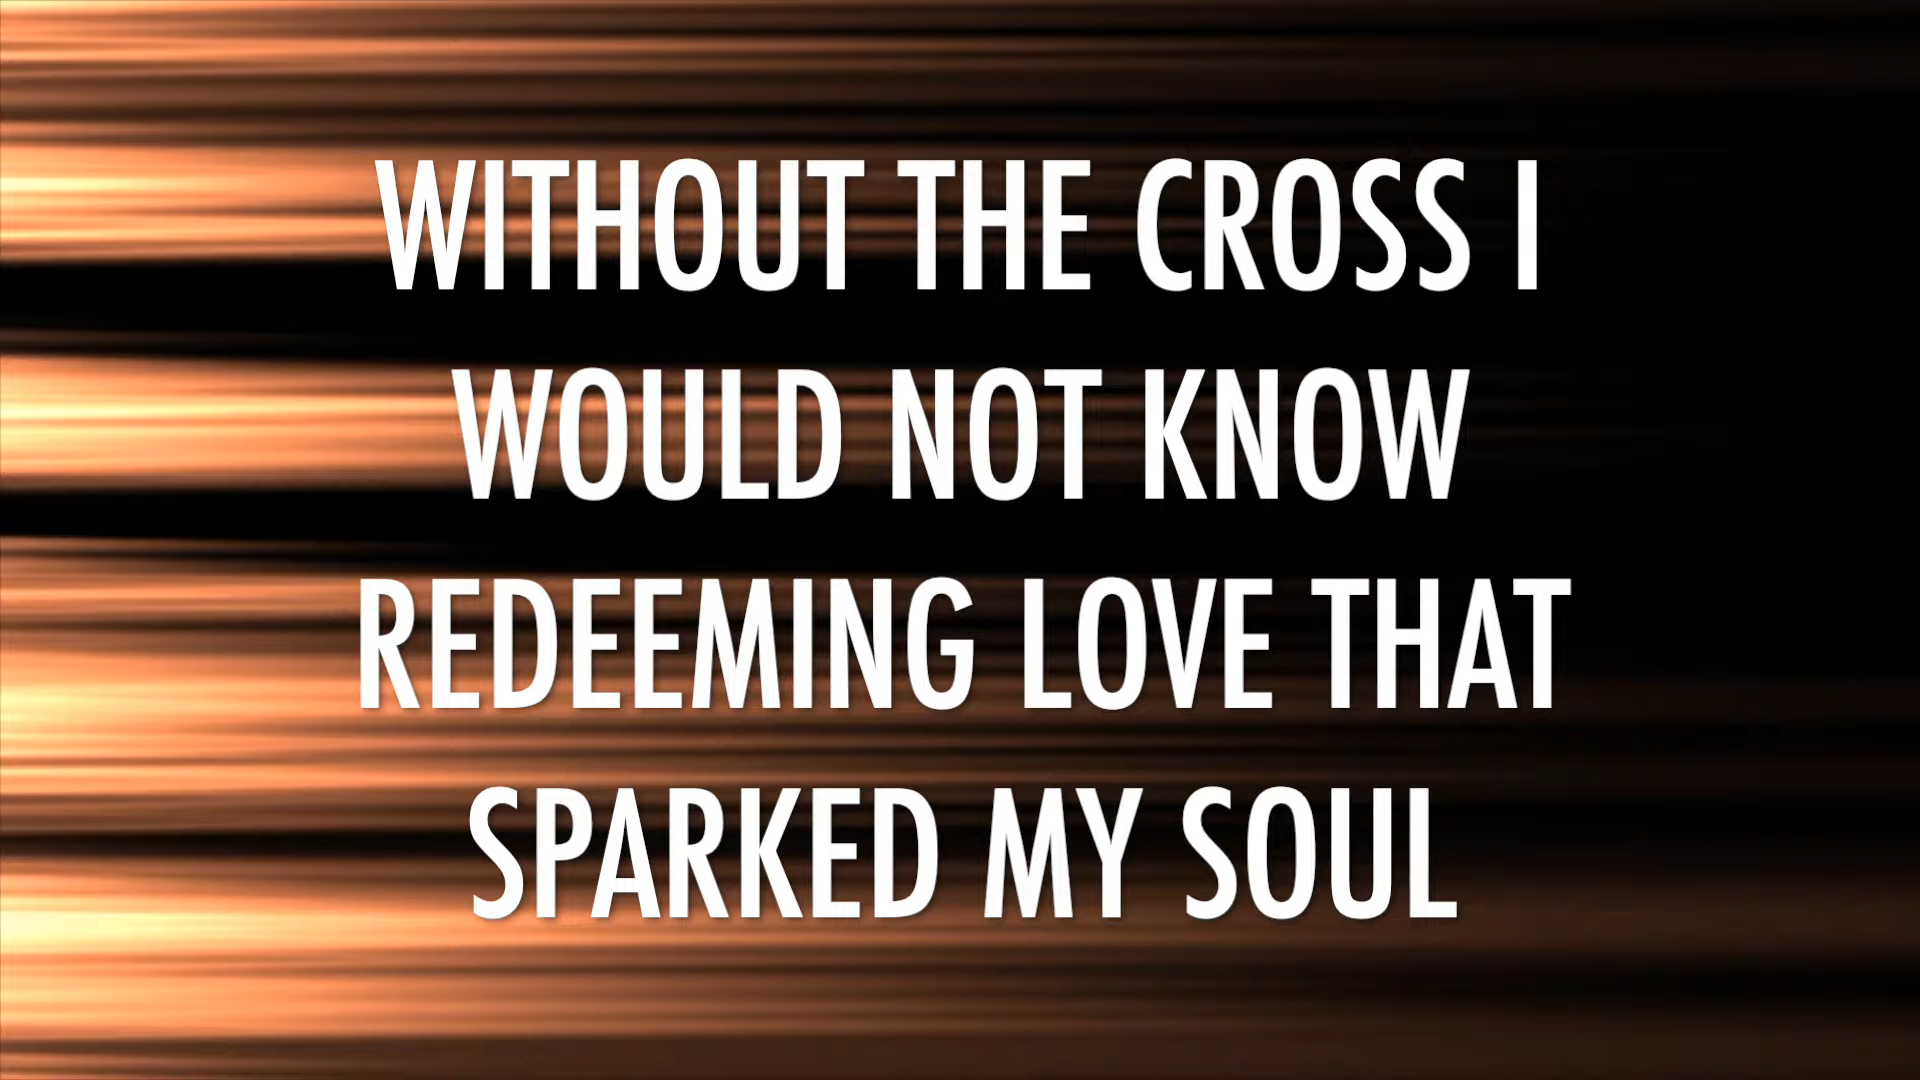 WITHOUT THE CROSS I
WOULD NOT KNOW
REDEEMING LOVE THAT
SPARKED MY SOUL